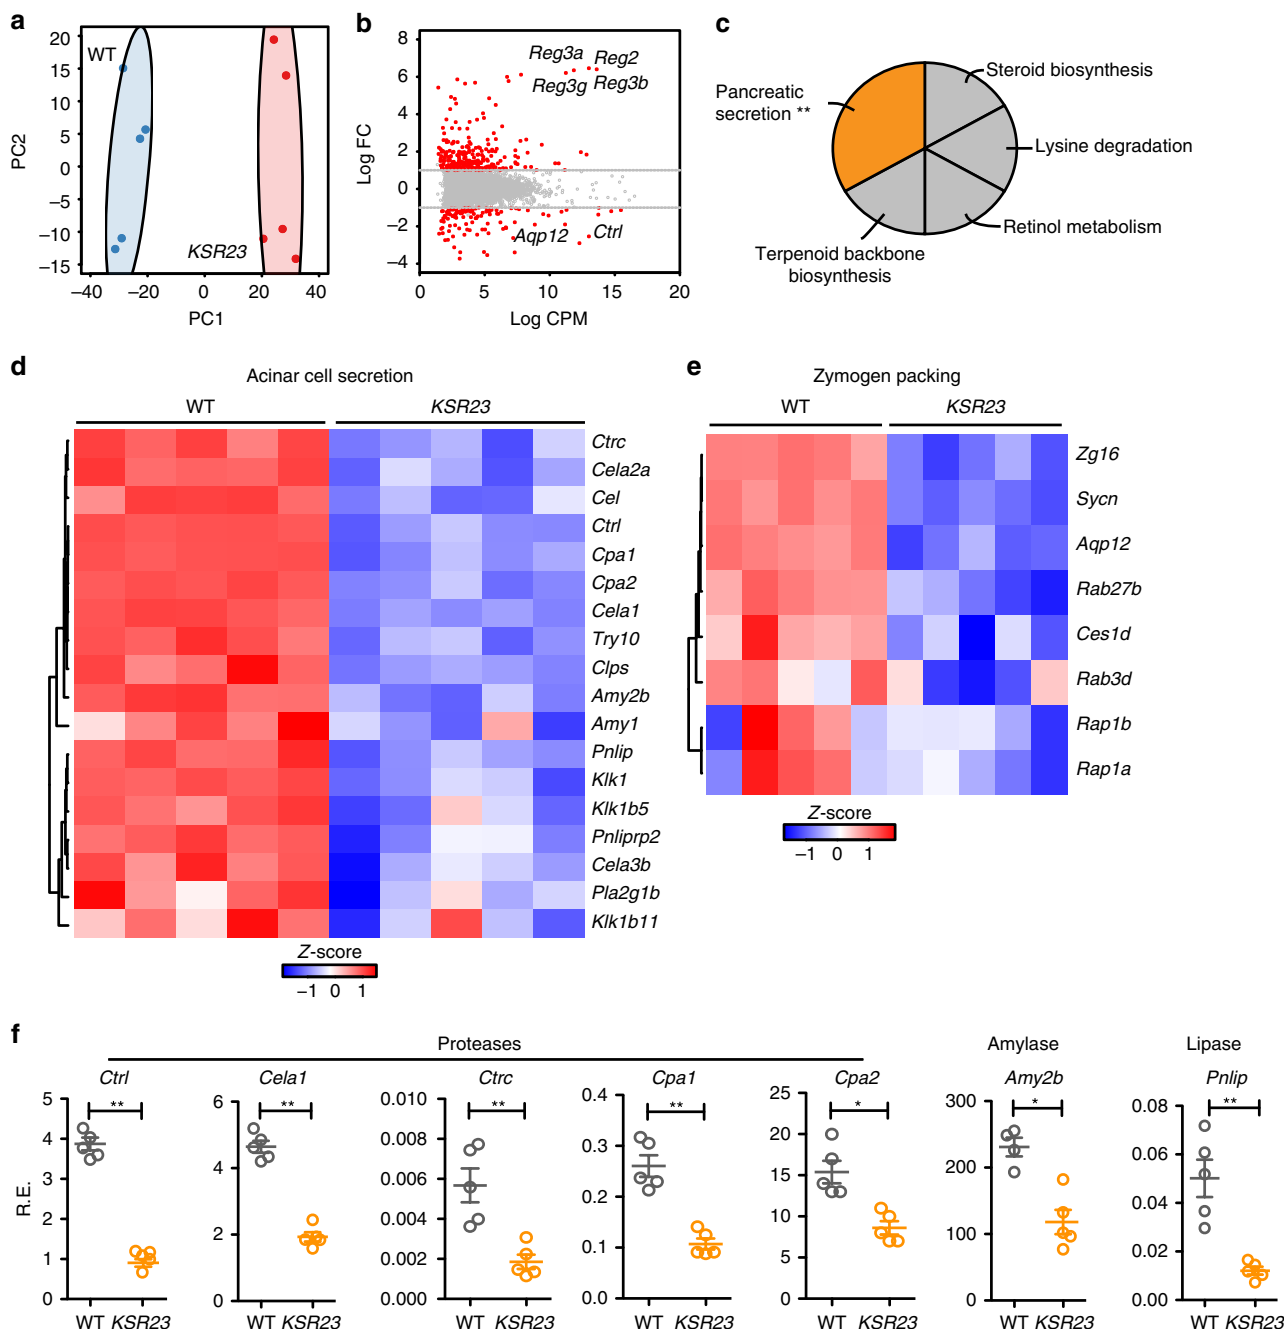 a
20
15
10
5
0
−5
−10
−15
PC2
WT
KSR23
−40 −20 0 20 40
PC1
b
8
6
4
2
0
−2
−4
Log FC
Reg3a Reg2
Reg3g Reg3b
Aqp12 Ctrl
0 5 10 15 20
Log CPM
c
Pancreatic
secretion **
Steroid biosynthesis
Lysine degradation
Retinol metabolism
Terpenoid backbone
biosynthesis
d
Acinar cell secretion
WT KSR23
Ctrc
Cela2a
Cel
Ctrl
Cpa1
Cpa2
Cela1
Try10
Clps
Amy2b
Amy1
Pnlip
Klk1
Klk1b5
Pnliprp2
Cela3b
Pla2g1b
Klk1b11
Z-score
−1 0 1
e
Zymogen packing
WT KSR23
Zg16
Sycn
Aqp12
Rab27b
Ces1d
Rab3d
Rap1b
Rap1a
Z-score
−1 0 1
f
Proteases Amylase Lipase
R.E.
Ctrl
5
4
3
2
1
0
**
WT KSR23
Cela1
6
4
2
0
**
WT KSR23
Ctrc
0.010
0.008
0.006
0.004
0.002
0.000
**
WT KSR23
Cpa1
0.4
0.3
0.2
0.1
0.0
**
WT KSR23
Cpa2
25
20
15
10
5
0
*
WT KSR23
Amy2b
300
200
100
0
*
WT KSR23
Pnlip
0.08
0.06
0.04
0.02
0.00
**
WT KSR23